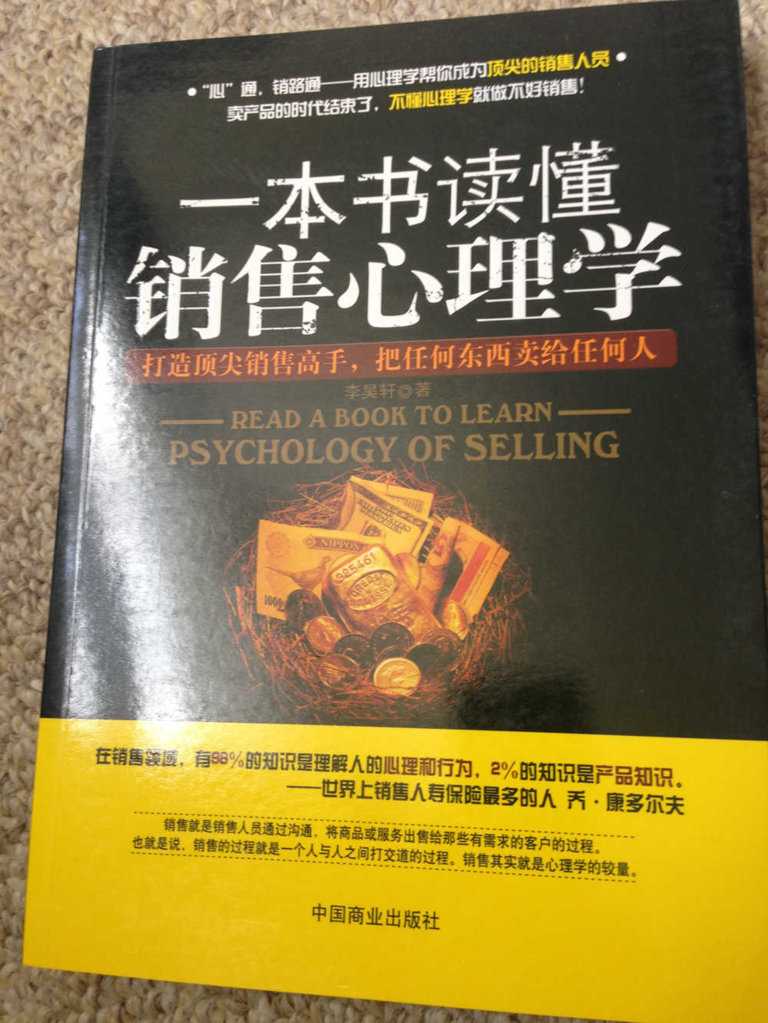 “心”通，销路通——用心理学帮你成为顶尖的销售人员
卖产品的时代结束了，不懂心理学就做不好销售！
一本书读懂
销售心理学
打造顶尖销售高手，把任何东西卖给任何人
李昊轩◎著
READ A BOOK TO LEARN
PSYCHOLOGY OF SELLING
NIPPON
1000
925461
在销售领域，有98%的知识是理解人的心理和行为，2%的知识是产品知识。
——世界上销售人寿保险最多的人 乔·康多尔夫
销售就是销售人员通过沟通、将商品或服务出售给那些有需求的客户的过程。
也就是说，销售的过程就是一个人与人之间打交道的过程。销售其实就是心理学的较量。
中国商业出版社